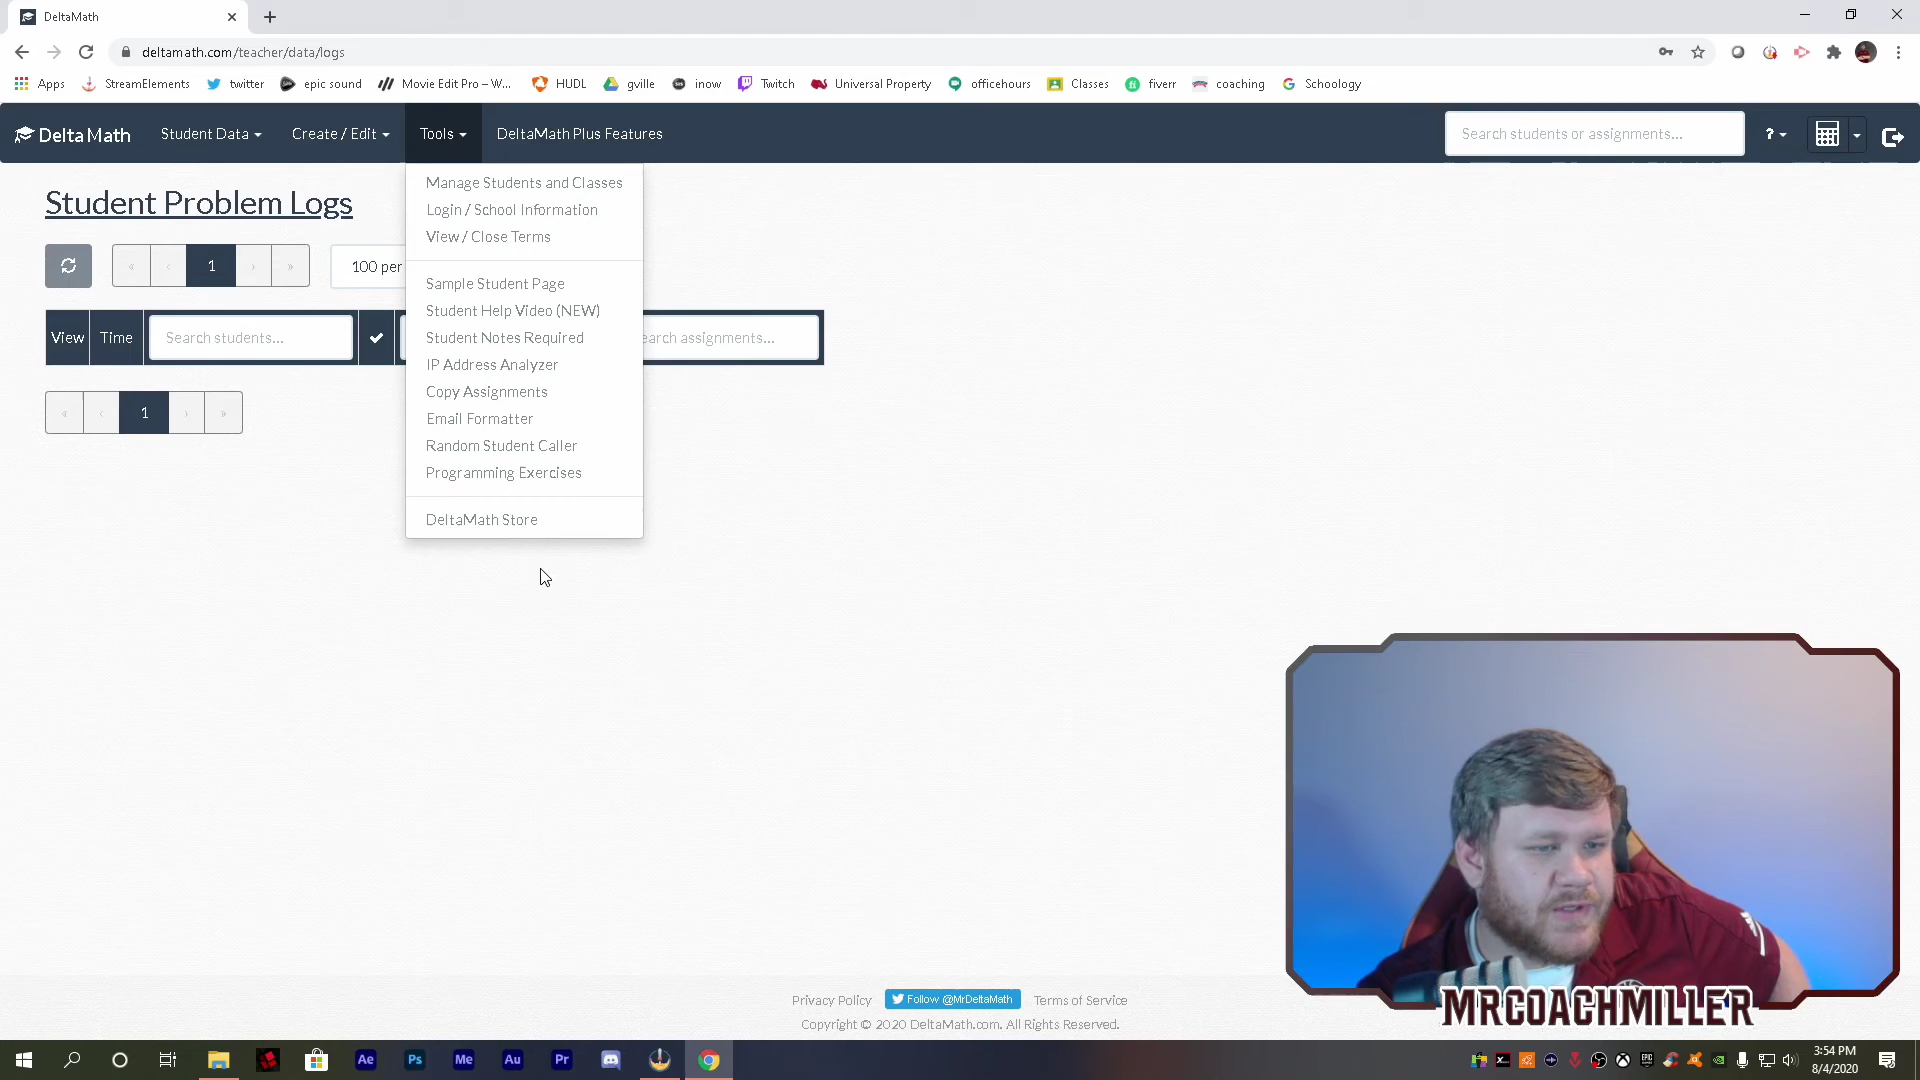 DeltaMath
deltamath.com/teacher/data/logs
Apps StreamElements twitter epic sound Movie Edit Pro – W... HUDL gville inow Twitch Universal Property officehours Classes fiverr coaching Schoology
Delta Math Student Data Create / Edit Tools DeltaMath Plus Features Search students or assignments... ?
Student Problem Logs
Manage Students and Classes
Login / School Information
View / Close Terms
« ‹ 1 › » 100 per
Sample Student Page
Student Help Video (NEW)
View Time Search students... Student Notes Required earch assignments...
IP Address Analyzer
Copy Assignments
« ‹ 1 › »
Email Formatter
Random Student Caller
Programming Exercises
DeltaMath Store
MRCOACHMILLER
Privacy Policy Follow @MrDeltaMath Terms of Service
Copyright © 2020 DeltaMath.com. All Rights Reserved.
Ae Ps Me Au Pr
3:54 PM
8/4/2020